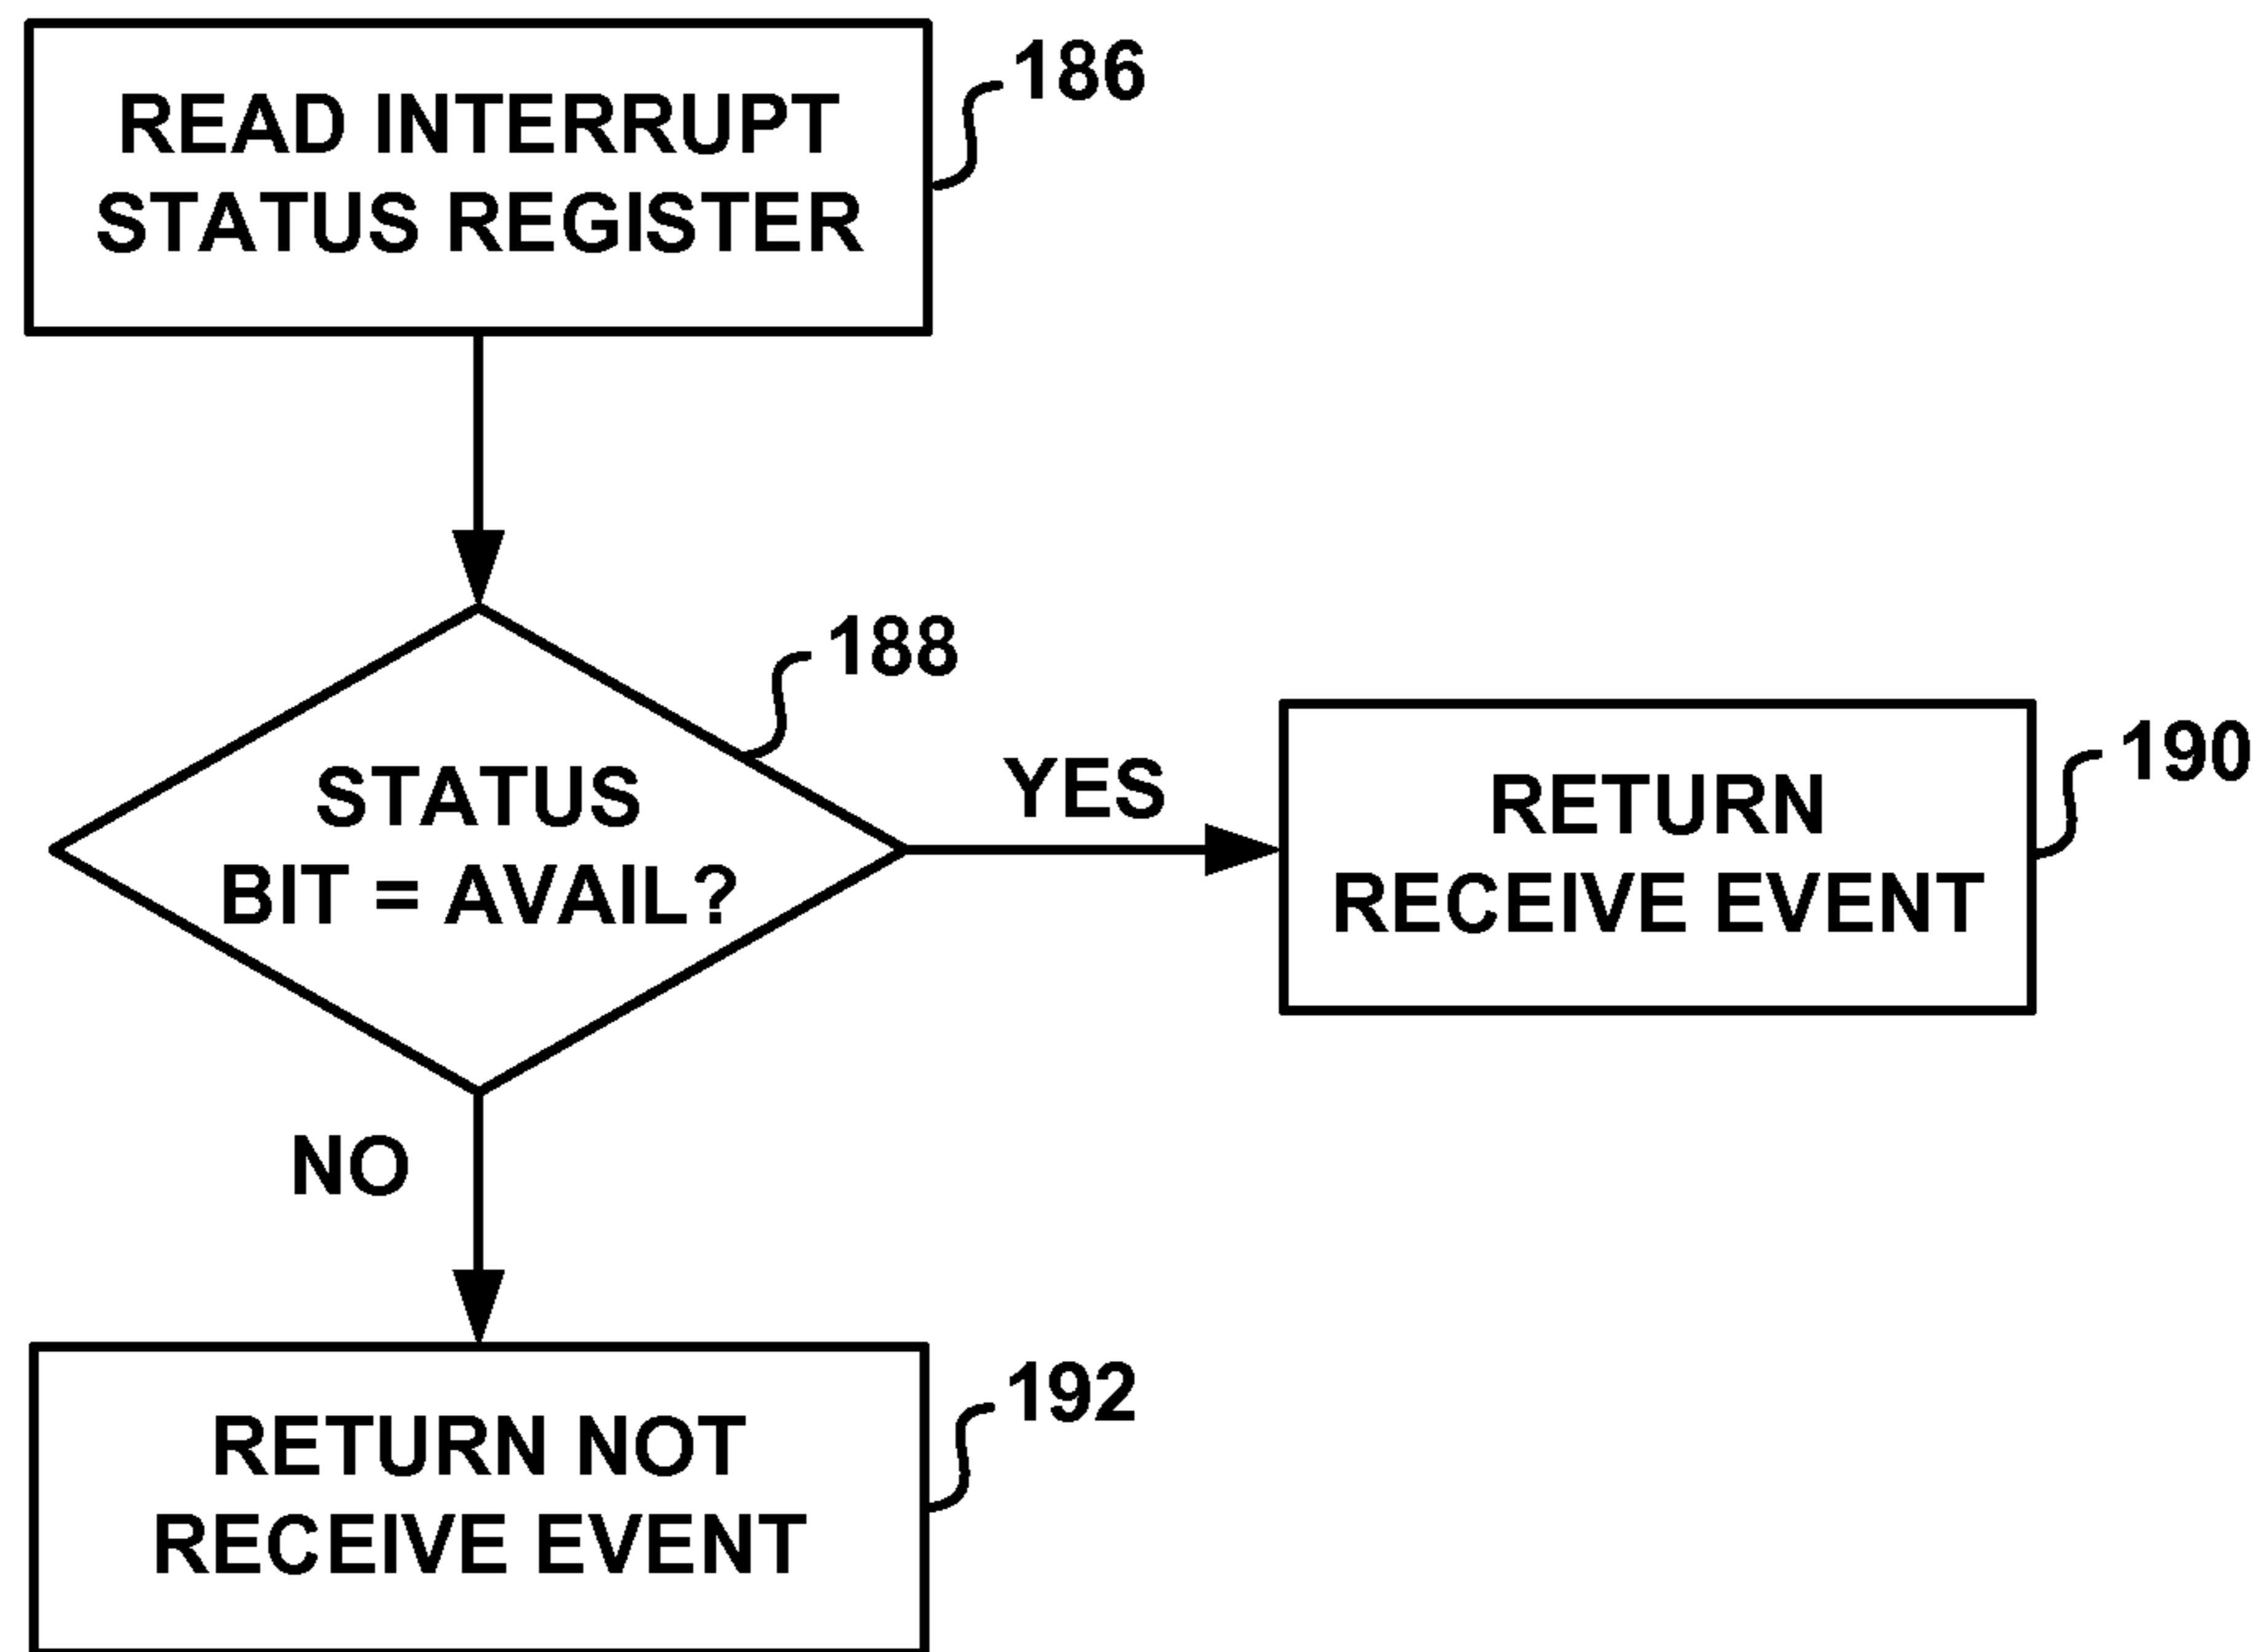 READ INTERRUPT
STATUS REGISTER
186
188
STATUS
BIT = AVAIL?
YES
RETURN
RECEIVE EVENT
190
NO
RETURN NOT
RECEIVE EVENT
192